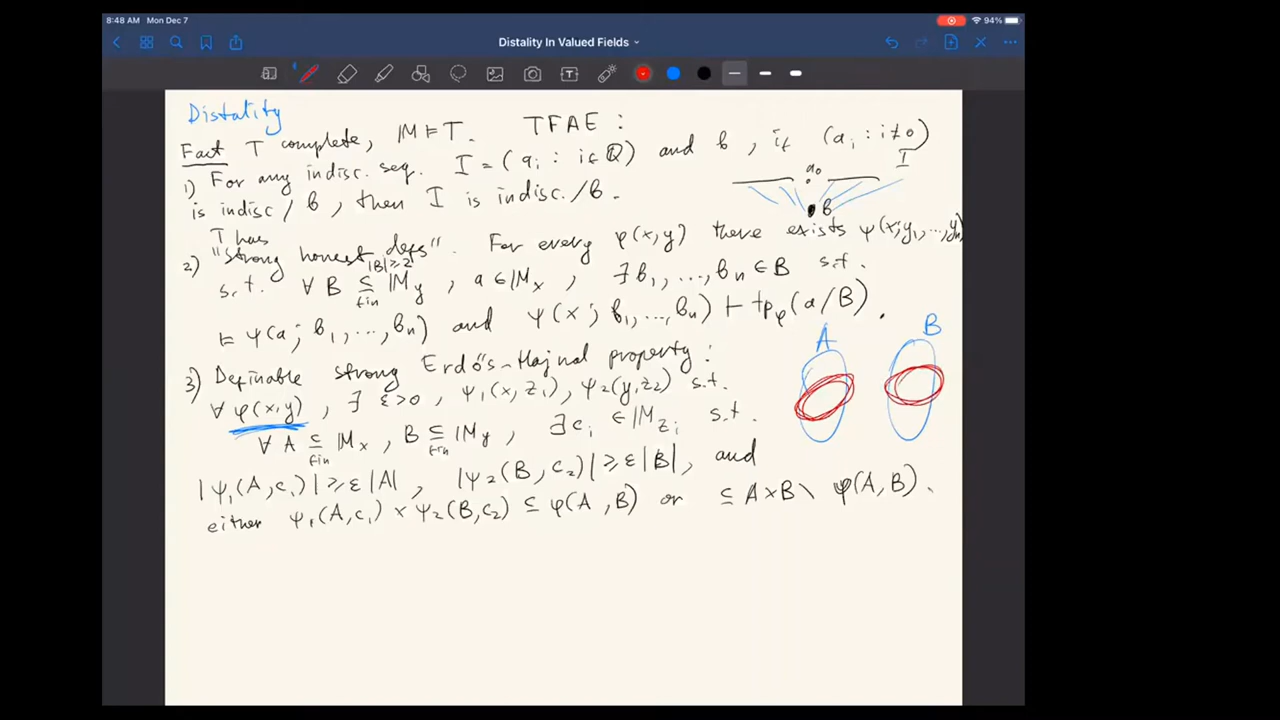 8:48 AM Mon Dec 7
94%
Distality In Valued Fields
Distality
Fact T complete, 𝕄 ⊨ T. TFAE :
1) For any indisc. seq. I = (a_i : i ∈ ℚ) and b, if (a_i : i ≠ 0)
is indisc / b, then I is indisc. / b.
a_0
I
b
2) T has "strong honest defs". For every φ(x,y) there exists ψ(x; y_1, ..., y_n)
s.t. ∀ B ⊆_fin 𝕄_y, |B| ≥ 2, a ∈ 𝕄_x, ∃ b_1, ..., b_n ∈ B s.t.
⊨ ψ(a; b_1, ..., b_n) and ψ(x; b_1, ..., b_n) ⊢ tp_φ(a/B).
3) Definable strong Erdős-Hajnal property :
∀ φ(x,y), ∃ ε>0, ψ_1(x, z_1), ψ_2(y, z_2) s.t.
∀ A ⊆_fin 𝕄_x, B ⊆_fin 𝕄_y, ∃ c_i ∈ 𝕄_{z_i} s.t.
|ψ_1(A, c_1)| ≥ ε|A|, |ψ_2(B, c_2)| ≥ ε|B|, and
either ψ_1(A, c_1) × ψ_2(B, c_2) ⊆ φ(A, B) or ⊆ A×B \ φ(A, B).
A
B